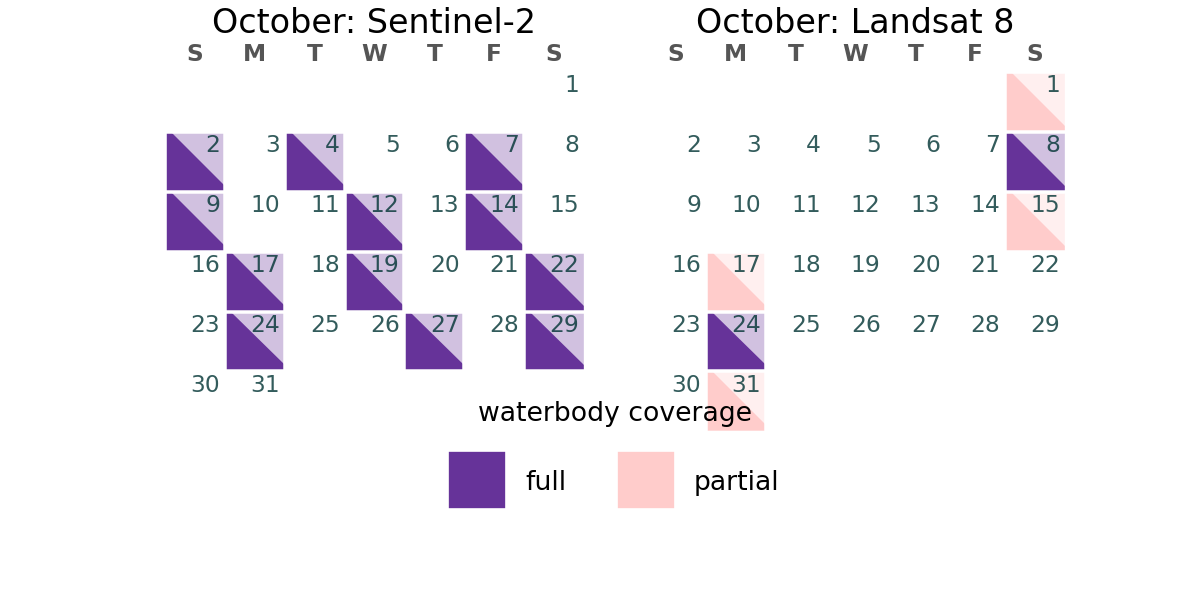 October: Sentinel-2
S M T W T F S
1
2 3 4 5 6 7 8
9 10 11 12 13 14 15
16 17 18 19 20 21 22
23 24 25 26 27 28 29
30 31
October: Landsat 8
S M T W T F S
1
2 3 4 5 6 7 8
9 10 11 12 13 14 15
16 17 18 19 20 21 22
23 24 25 26 27 28 29
30 31
waterbody coverage
full partial